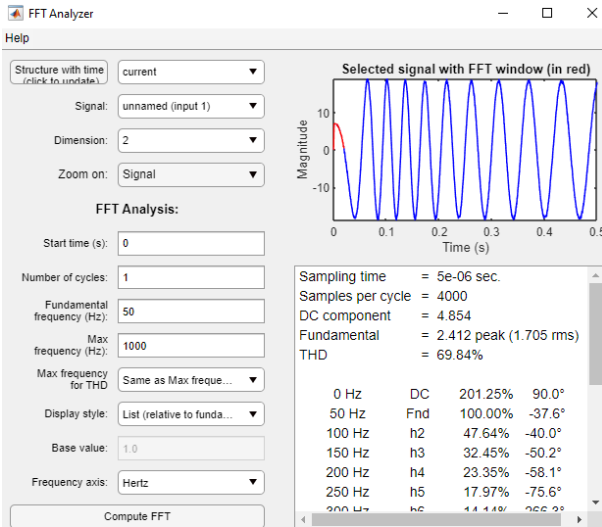 FFT Analyzer
Help
Structure with time
(click to update)
current
Signal:
unnamed (input 1)
Dimension:
2
Zoom on:
Signal
FFT Analysis:
Start time (s):
0
Number of cycles:
1
Fundamental
frequency (Hz):
50
Max
frequency (Hz):
1000
Max frequency
for THD
Same as Max freque...
Display style:
List (relative to funda...
Base value:
1.0
Frequency axis:
Hertz
Compute FFT
Selected signal with FFT window (in red)
Magnitude
10
0
-10
0 0.1 0.2 0.3 0.4 0.5
Time (s)
Sampling time = 5e-06 sec.
Samples per cycle = 4000
DC component = 4.854
Fundamental = 2.412 peak (1.705 rms)
THD = 69.84%
0 Hz DC 201.25% 90.0°
50 Hz Fnd 100.00% -37.6°
100 Hz h2 47.64% -40.0°
150 Hz h3 32.45% -50.2°
200 Hz h4 23.35% -58.1°
250 Hz h5 17.97% -75.6°
300 Hz h6 14.14% 266.3°